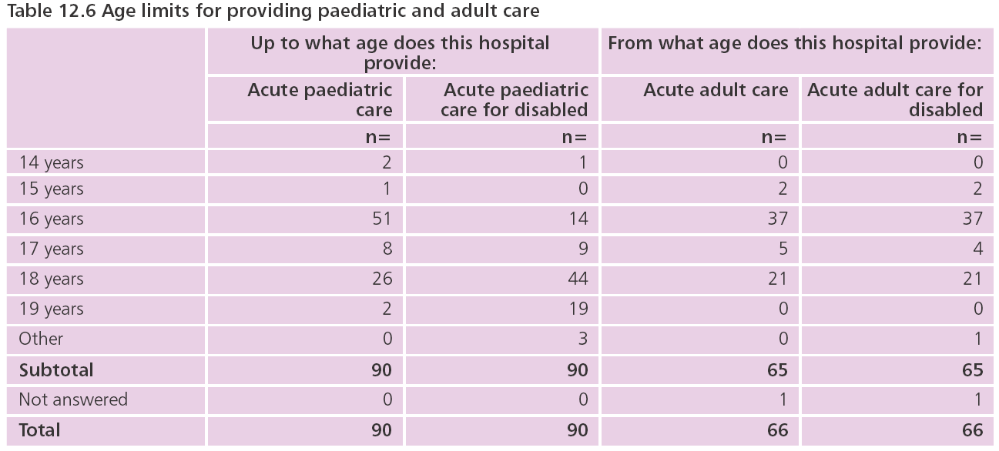 Table 12.6 Age limits for providing paediatric and adult care
Up to what age does this hospital provide:
From what age does this hospital provide:
Acute paediatric care
Acute paediatric care for disabled
Acute adult care
Acute adult care for disabled
n= n= n= n=
14 years 2 1 0 0
15 years 1 0 2 2
16 years 51 14 37 37
17 years 8 9 5 4
18 years 26 44 21 21
19 years 2 19 0 0
Other 0 3 0 1
Subtotal 90 90 65 65
Not answered 0 0 1 1
Total 90 90 66 66